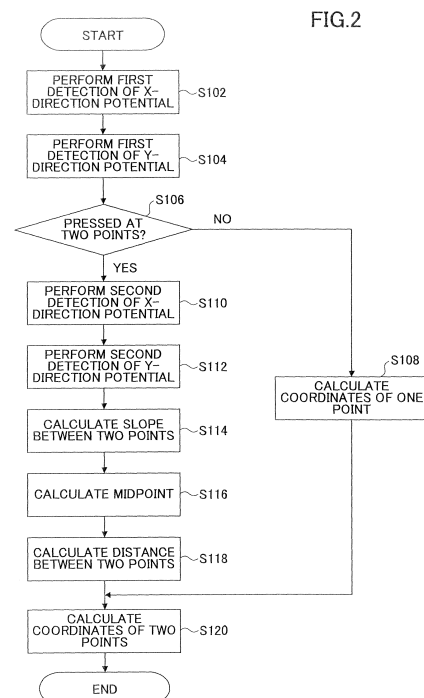 FIG.2
START
PERFORM FIRST
DETECTION OF X-
DIRECTION POTENTIAL
S102
PERFORM FIRST
DETECTION OF Y-
DIRECTION POTENTIAL
S104
S106
PRESSED AT
TWO POINTS?
NO
YES
PERFORM SECOND
DETECTION OF X-
DIRECTION POTENTIAL
S110
PERFORM SECOND
DETECTION OF Y-
DIRECTION POTENTIAL
S112
S108
CALCULATE
COORDINATES OF ONE
POINT
CALCULATE SLOPE
BETWEEN TWO POINTS
S114
CALCULATE MIDPOINT
S116
CALCULATE DISTANCE
BETWEEN TWO POINTS
S118
CALCULATE
COORDINATES OF TWO
POINTS
S120
END